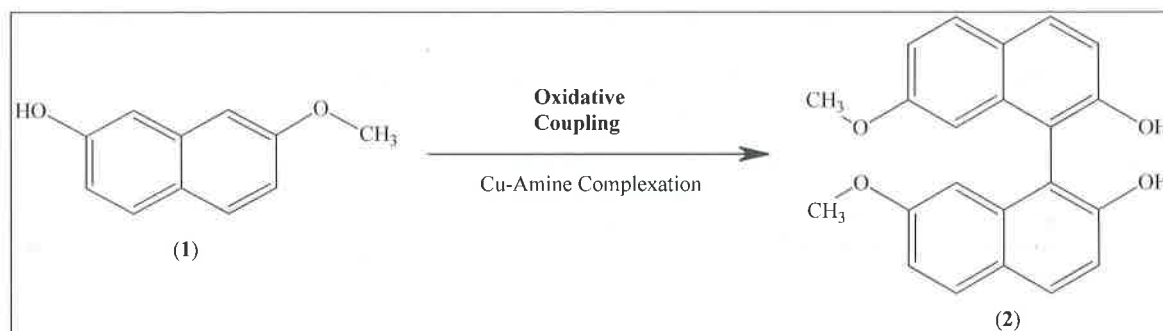 HO
O
CH3
(1)
Oxidative
Coupling
Cu-Amine Complexation
CH3
O
OH
O
OH
CH3
(2)